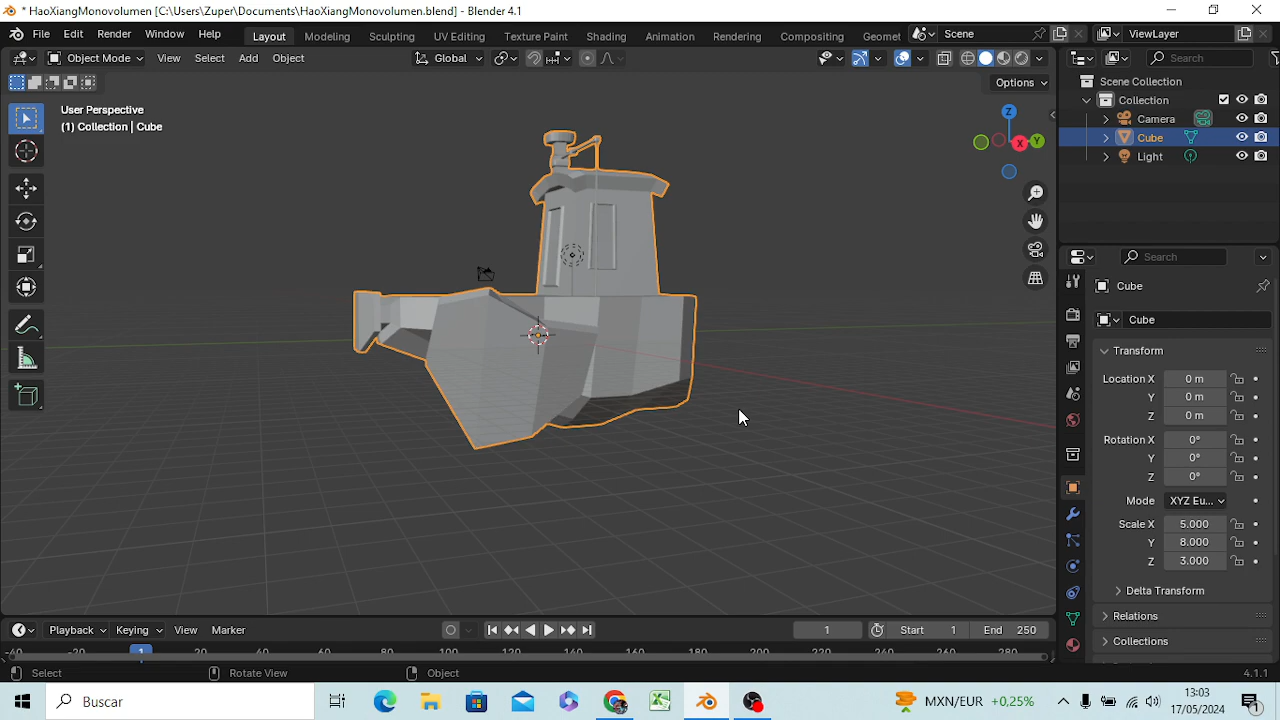 * HaoXiangMonovolumen [C:\Users\Zuper\Documents\HaoXiangMonovolumen.blend] - Blender 4.1
File Edit Render Window Help Layout Modeling Sculpting UV Editing Texture Paint Shading Animation Rendering Compositing Geomet Scene ViewLayer
Object Mode View Select Add Object Global Search
Options
User Perspective
(1) Collection | Cube
Z
Y
X
Scene Collection
Collection
Camera
Cube
Light
Search
Cube
Cube
Transform
Location X 0 m
Y 0 m
Z 0 m
Rotation X 0°
Y 0°
Z 0°
Mode XYZ Eu...
Scale X 5.000
Y 8.000
Z 3.000
Delta Transform
Relations
Collections
Playback Keying View Marker 1 Start 1 End 250
-40 -20 1 20 40 60 80 100 120 140 160 180 200 220 240 260 280
Select Rotate View Object 4.1.1
Buscar MXN/EUR +0,25% 13:03
17/05/2024
1